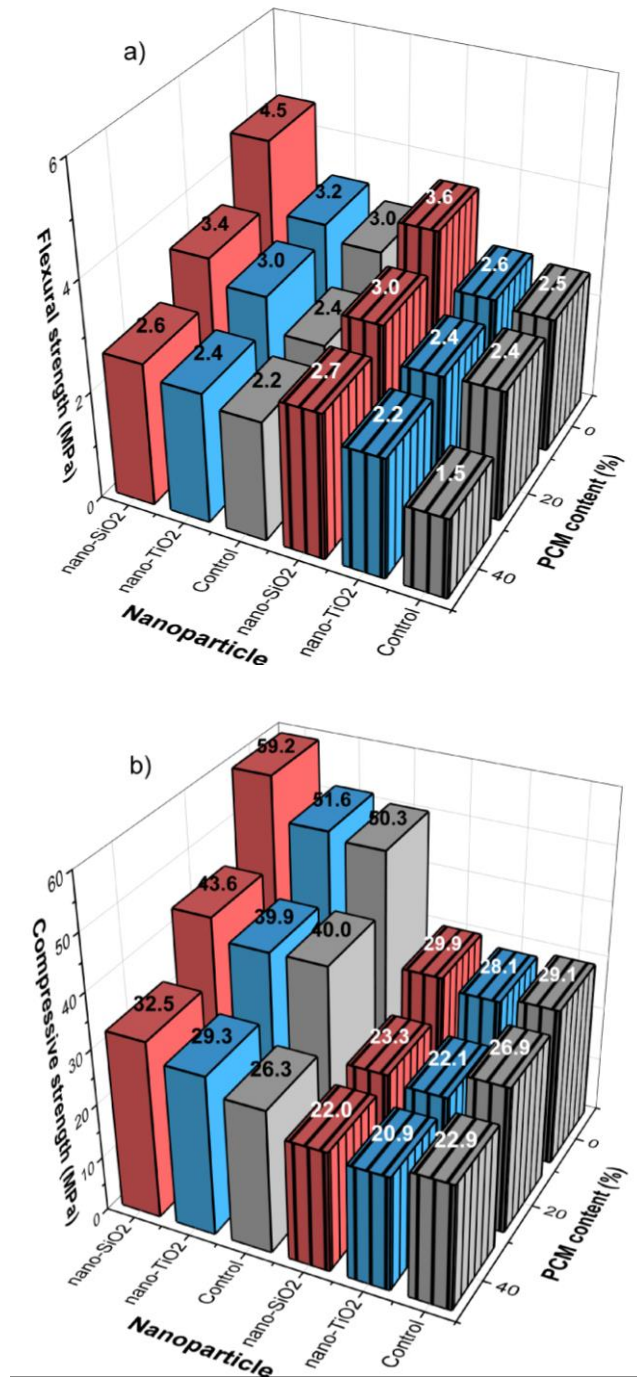 a)
6
4
2
0
Flexural strength (MPa)
4.5
3.2
3.0
3.6
2.6
2.5
3.4
3.0
2.4
3.0
2.4
2.4
2.6
2.4
2.2
2.7
2.2
1.5
0
20
40
PCM content (%)
nano-SiO2
nano-TiO2
Control
nano-SiO2
nano-TiO2
Control
Nanoparticle
b)
60
50
40
30
20
10
0
Compressive strength (MPa)
59.2
51.6
50.3
29.9
28.1
29.1
43.6
39.9
40.0
23.3
22.1
26.9
32.5
29.3
26.3
22.0
20.9
22.9
0
20
40
PCM content (%)
nano-SiO2
nano-TiO2
Control
nano-SiO2
nano-TiO2
Control
Nanoparticle